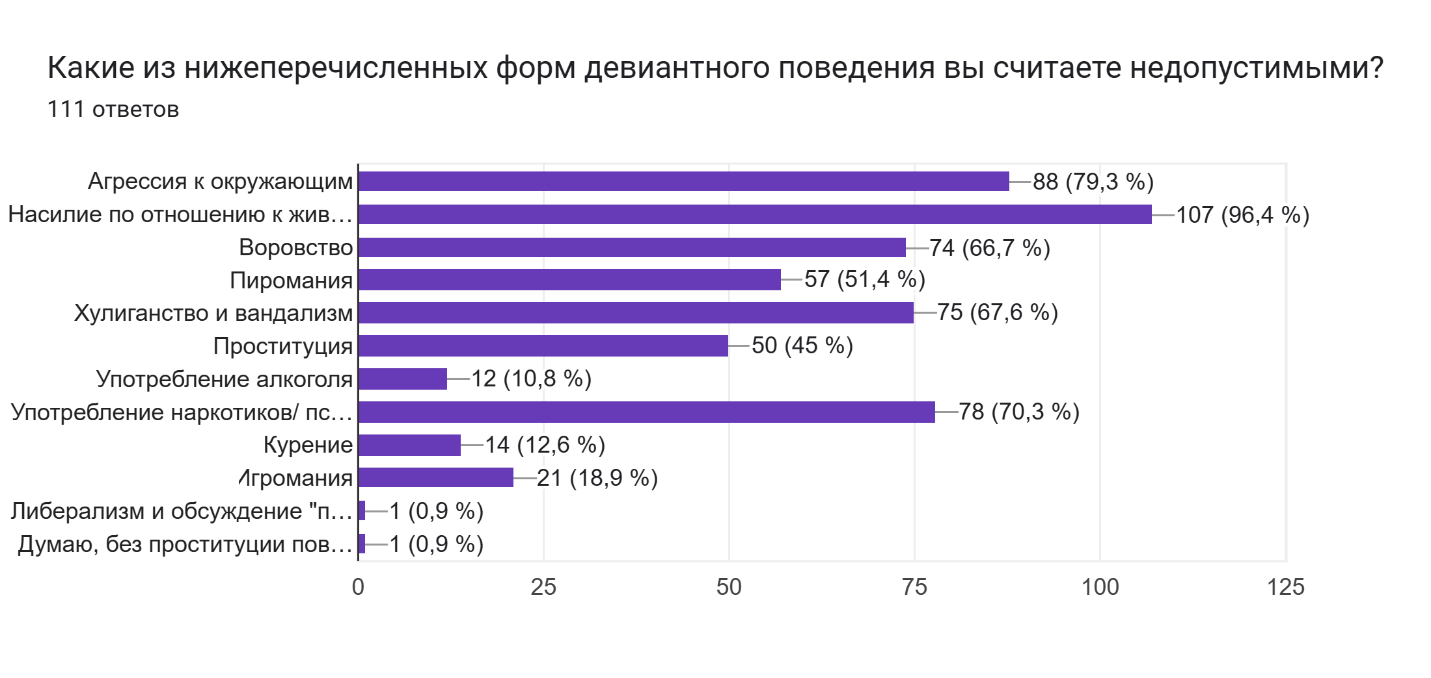 Какие из нижеперечисленных форм девиантного поведения вы считаете недопустимыми?
111 ответов
Агрессия к окружающим 88 (79,3 %)
Насилие по отношению к жив… 107 (96,4 %)
Воровство 74 (66,7 %)
Пиромания 57 (51,4 %)
Хулиганство и вандализм 75 (67,6 %)
Проституция 50 (45 %)
Употребление алкоголя 12 (10,8 %)
Употребление наркотиков/ пс… 78 (70,3 %)
Курение 14 (12,6 %)
Игромания 21 (18,9 %)
Либерализм и обсуждение "п… 1 (0,9 %)
Думаю, без проституции пов… 1 (0,9 %)
0 25 50 75 100 125